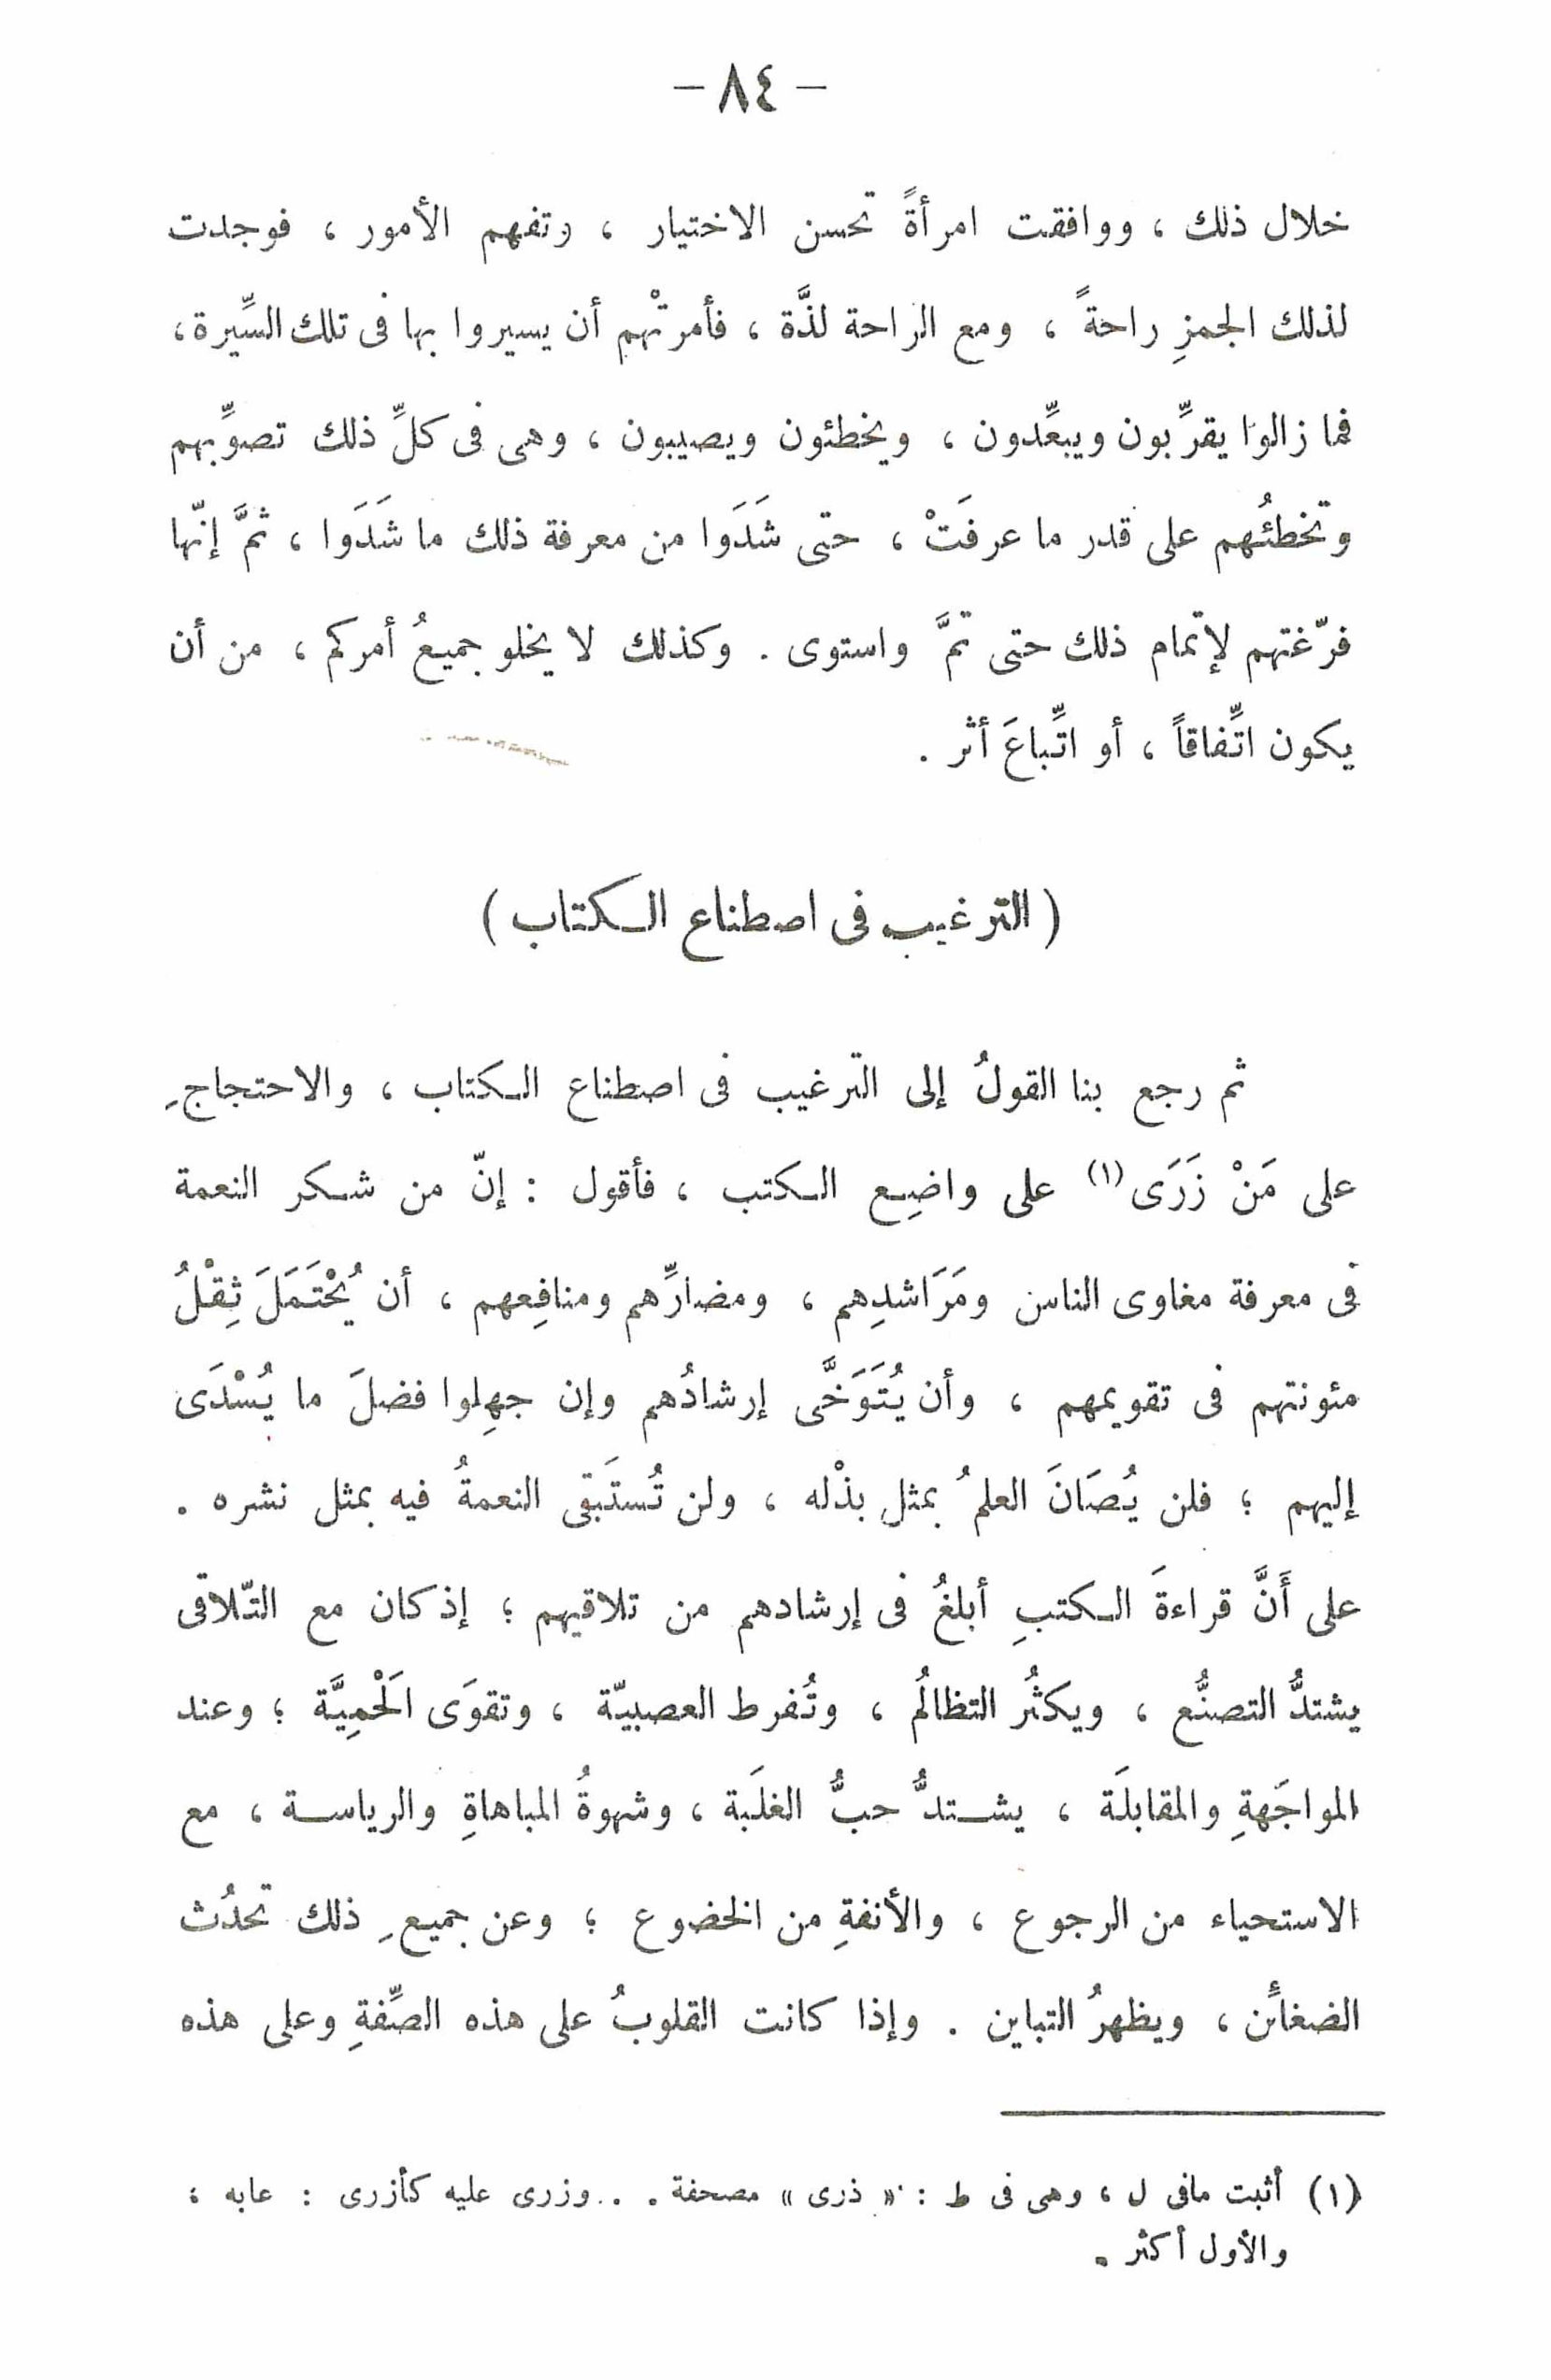 — ٨٤ —
خلال ذلك ، ووافقت امرأةً تحسن الاختيار ، وتفهم الأمور ، فوجدت
لذلك الجمزِ راحةً ، ومع الراحة لذَّة ، فأمرتْهم أن يسيروا بها فى تلك السِّيرة ،
فما زالوا يقرِّبون ويبعِّدون ، ويخطئون ويصيبون ، وهى فى كلِّ ذلك تصوِّبهم
وتخطئُهم على قدر ما عرفَتْ ، حتى شَدَوا من معرفة ذلك ما شَدَوا ، ثمَّ إنّها
فرّغتهم لإتمام ذلك حتى تمَّ واستوى . وكذلك لا يخلو جميعُ أمركم ، من أن
يكون اتِّفاقاً ، أو اتِّباعَ أثر .
( الترغيب فى اصطناع الكتاب )
ثم رجع بنا القولُ إلى الترغيب فى اصطناع الكتاب ، والاحتجاجِ
على مَنْ زَرَى (١) على واضِع الكتب ، فأقول : إنّ من شكر النعمة
فى معرفة مغاوى الناس ومَرَاشدِهم ، ومضارِّهم ومنافِعهم ، أن يُحْتَمَلَ ثِقْلُ
مئونتهم فى تقويمهم ، وأن يُتَوَخَّى إرشادُهم وإن جهِلوا فضلَ ما يُسْدَى
إليهم ؛ فلن يُصَانَ العلمُ بمثل بذْله ، ولن تُستَبقى النعمةُ فيه بمثل نشره .
على أَنَّ قراءةَ الكتبِ أبلغُ فى إرشادهم من تلاقيهم ؛ إذ كان مع التّلاقى
يشتدُّ التصنُّع ، ويكثُر التظالُم ، وتُفرط العصبيّة ، وتقوَى الَحْمِيَّة ؛ وعند
المواجَهةِ والمقابلَة ، يشتدُّ حبُّ الغلَبة ، وشهوةُ المباهاةِ والرياسة ، مع
الاستحياء من الرجوع ، والأنفةِ من الخضوع ؛ وعن جميعِ ذلك تحدُث
الضغائن ، ويظهرُ التباين . وإذا كانت القلوبُ على هذه الصِّفةِ وعلى هذه
(١) أثبت مافى ل ، وهى فى ط : « ذرى » مصحفة . . وزرى عليه كأزرى : عابه ؛
والأول أكثر .